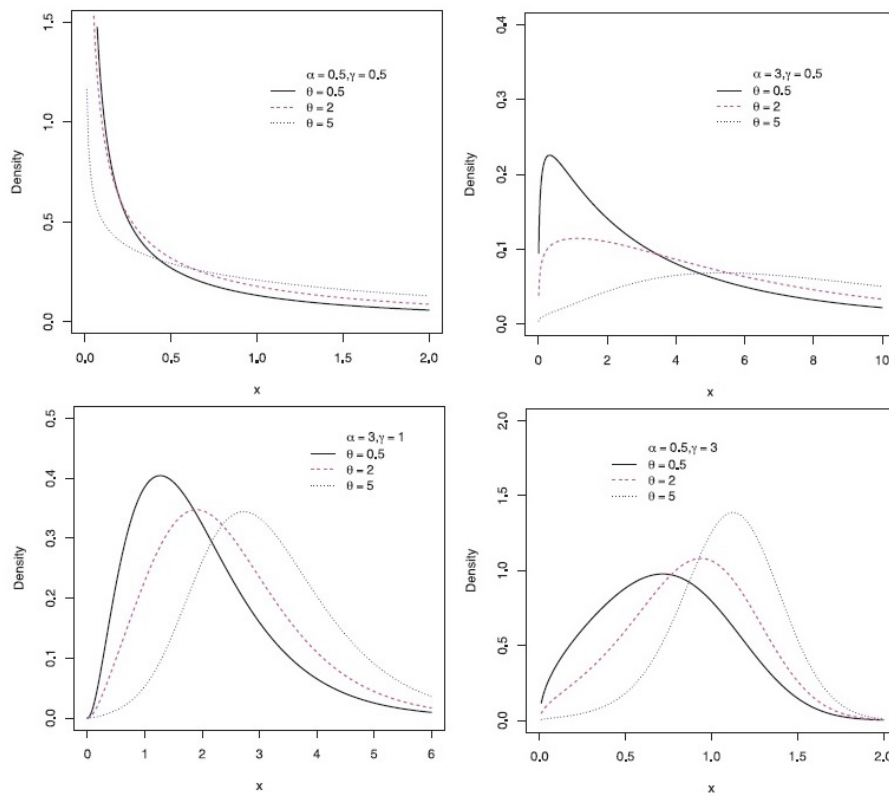 1.5
1.0
0.5
0.0
Density
α = 0.5,γ = 0.5
θ = 0.5
θ = 2
θ = 5
0.0 0.5 1.0 1.5 2.0
x
0.4
0.3
0.2
0.1
0.0
Density
α = 3,γ = 0.5
θ = 0.5
θ = 2
θ = 5
0 2 4 6 8 10
x
0.5
0.4
0.3
0.2
0.1
0.0
Density
α = 3,γ = 1
θ = 0.5
θ = 2
θ = 5
0 1 2 3 4 5 6
x
2.0
1.5
1.0
0.5
0.0
Density
α = 0.5,γ = 3
θ = 0.5
θ = 2
θ = 5
0.0 0.5 1.0 1.5 2.0
x